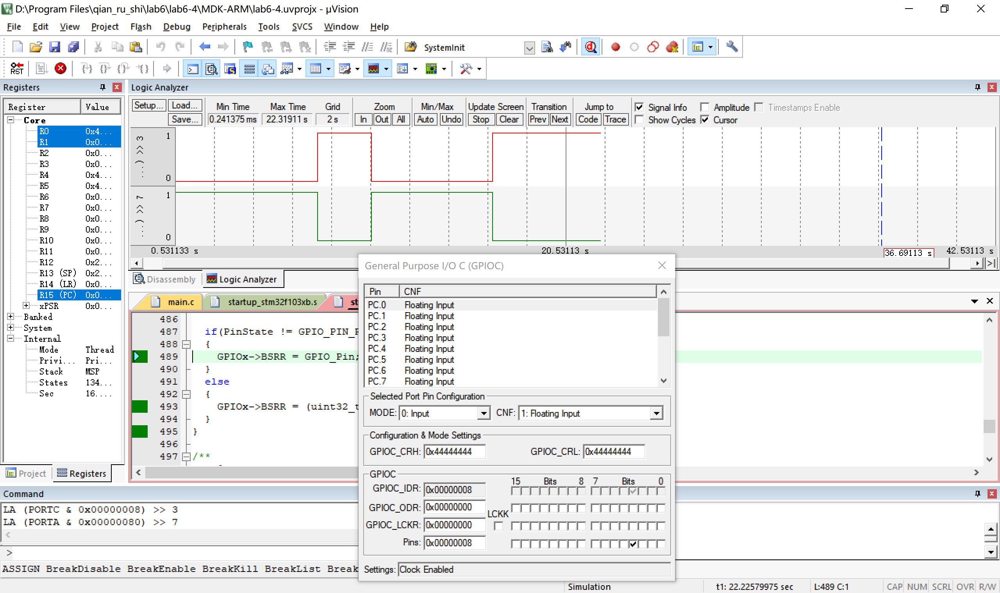 D:\Program Files\qian_ru_shi\lab6\lab6-4\MDK-ARM\lab6-4.uvprojx - µVision
File Edit View Project Flash Debug Peripherals Tools SVCS Window Help
SystemInit
RST
Registers
Register Value
Core
R0 0x4...
R1 0x0...
R2 0x0...
R3 0x0...
R4 0x4...
R5 0x4...
R6 0x0...
R7 0x0...
R8 0x0...
R9 0x0...
R10 0x0...
R11 0x0...
R12 0x2...
R13 (SP) 0x2...
R14 (LR) 0x0...
R15 (PC) 0x0...
xPSR 0x0...
Banked
System
Internal
Mode Thread
Privi... Pri...
Stack MSP
States 134...
Sec 16....
Project Registers
Logic Analyzer
Setup... Load... Min Time Max Time Grid Zoom Min/Max Update Screen Transition Jump to Signal Info Amplitude Timestamps Enable
Save... 0.241375 ms 22.31911 s 2 s In Out All Auto Undo Stop Clear Prev Next Code Trace Show Cycles Cursor
1
(... >> 3
0
1
(... >> 7
0
0.531133 s 20.53113 s 36.69113 s 42.53113 s
Disassembly Logic Analyzer
main.c startup_stm32f103xb.s st
486
487 if(PinState != GPIO_PIN_R
488 {
489 GPIOx->BSRR = GPIO_Pin;
490 }
491 else
492 {
493 GPIOx->BSRR = (uint32_t
494 }
495 }
496
497 /**
General Purpose I/O C (GPIOC)
Pin CNF
PC.0 Floating Input
PC.1 Floating Input
PC.2 Floating Input
PC.3 Floating Input
PC.4 Floating Input
PC.5 Floating Input
PC.6 Floating Input
PC.7 Floating Input
Selected Port Pin Configuration
MODE: 0: Input CNF: 1: Floating Input
Configuration & Mode Settings
GPIOC_CRH: 0x44444444 GPIOC_CRL: 0x44444444
GPIOC
15 Bits 8 7 Bits 0
GPIOC_IDR: 0x00000008
GPIOC_ODR: 0x00000000
LCKK
GPIOC_LCKR: 0x00000000
Pins: 0x00000008
Settings: Clock Enabled
Command
LA (PORTC & 0x00000008) >> 3
LA (PORTA & 0x00000080) >> 7
>
ASSIGN BreakDisable BreakEnable BreakKill BreakList Break
Simulation t1: 22.22579975 sec L:489 C:1 CAP NUM SCRL OVR R/W